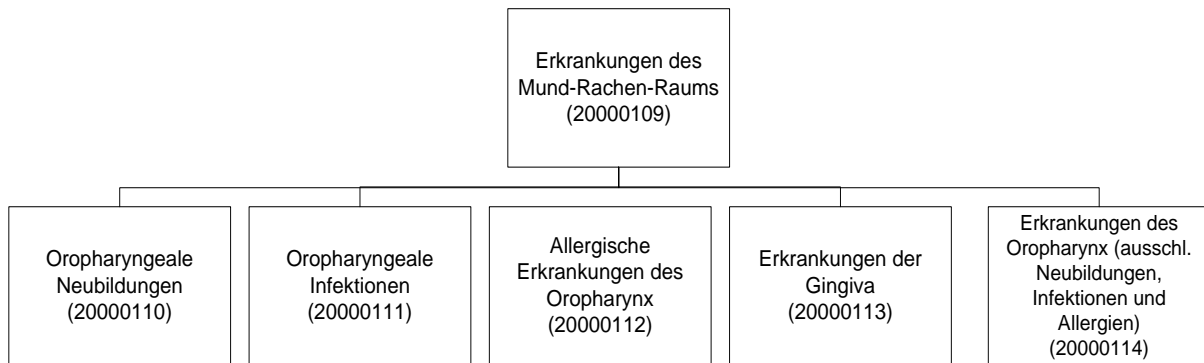 Erkrankungen des
Mund-Rachen-Raums
(20000109)
Oropharyngeale
Neubildungen
(20000110)
Oropharyngeale
Infektionen
(20000111)
Allergische
Erkrankungen des
Oropharynx
(20000112)
Erkrankungen der
Gingiva
(20000113)
Erkrankungen des
Oropharynx (ausschl.
Neubildungen,
Infektionen und
Allergien)
(20000114)